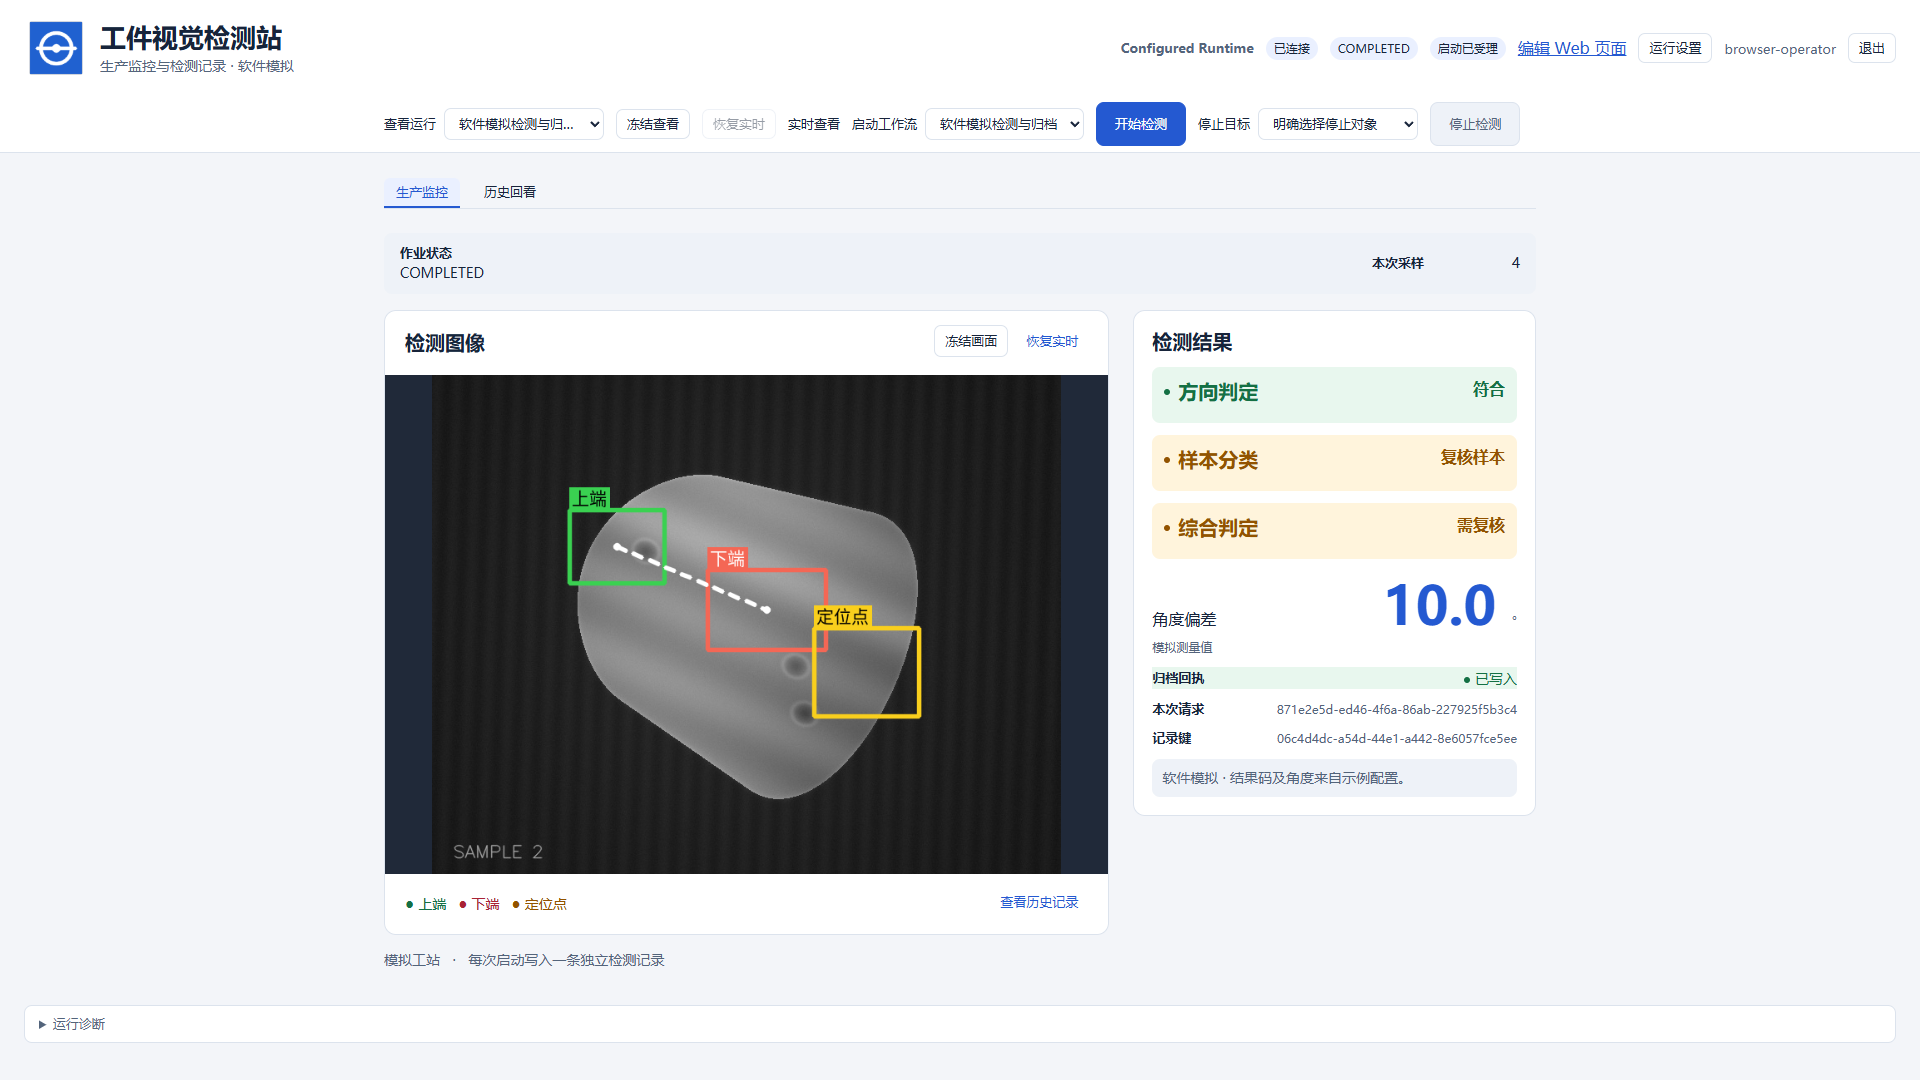 工件视觉检测站
生产监控与检测记录 · 软件模拟
Configured Runtime 已连接 COMPLETED 启动已受理 编辑 Web 页面 运行设置 browser-operator 退出
查看运行 软件模拟检测与归... 冻结查看 恢复实时 实时查看 启动工作流 软件模拟检测与归档 开始检测 停止目标 明确选择停止对象 停止检测
生产监控 历史回看
作业状态
COMPLETED
本次采样 4
检测图像 冻结画面 恢复实时
上端
下端
定位点
SAMPLE 2
上端 下端 定位点 查看历史记录
检测结果
方向判定 符合
样本分类 复核样本
综合判定 需复核
角度偏差 10.0 °
模拟测量值
归档回执 已写入
本次请求 871e2e5d-ed46-4f6a-86ab-227925f5b3c4
记录键 06c4d4dc-a54d-44e1-a442-8e6057fce5ee
软件模拟 · 结果码及角度来自示例配置。
模拟工站 · 每次启动写入一条独立检测记录
运行诊断